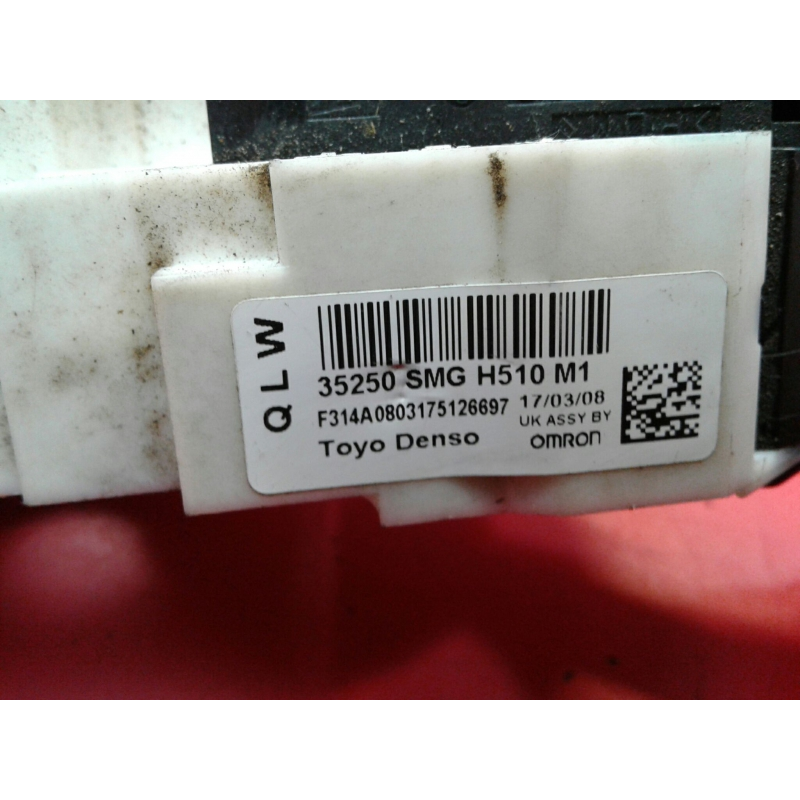 QLW
35250 SMG H510 M1
F314A0803175126697 17/03/08
UK ASSY BY
Toyo Denso OMRON